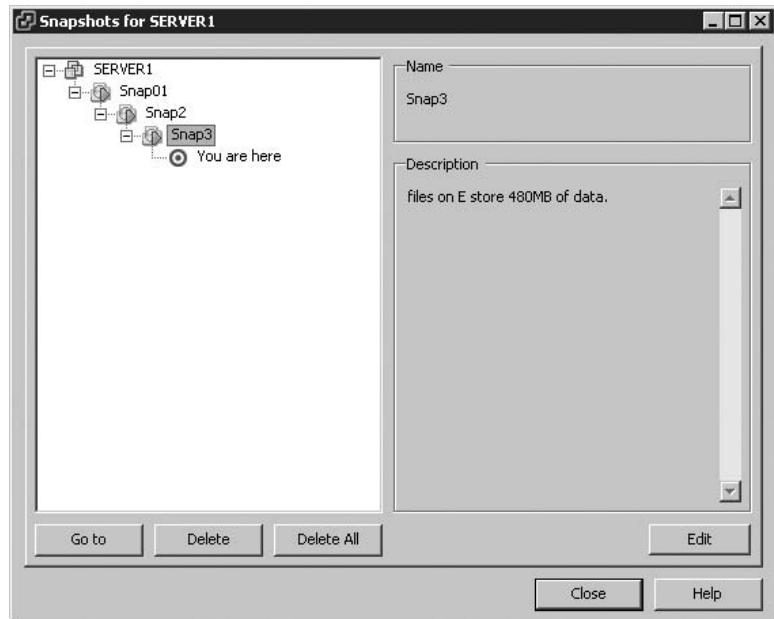 Snapshots for SERVER1
SERVER1
Snap01
Snap2
Snap3
You are here
Name
Snap3
Description
files on E store 480MB of data.
Go to
Delete
Delete All
Edit
Close
Help